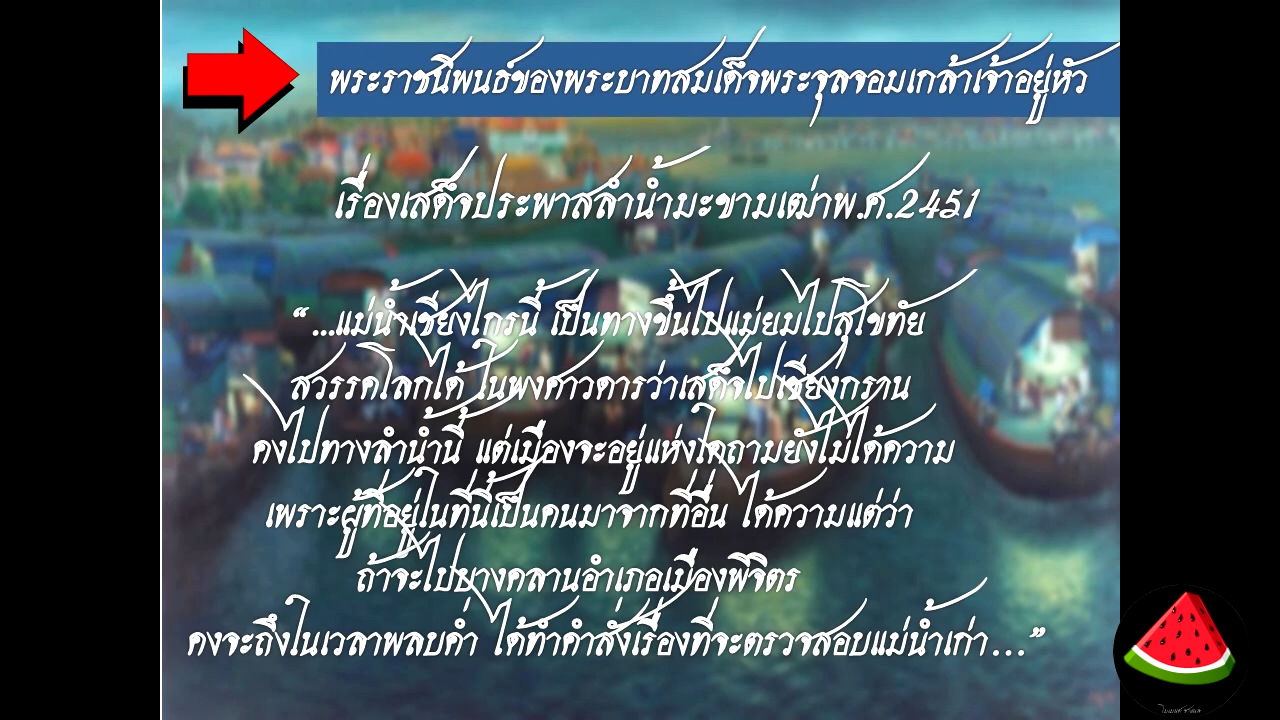 พระราชนิพนธ์ของพระบาทสมเด็จพระจุลจอมเกล้าเจ้าอยู่หัว
เรื่องเสด็จประพาสลำน้ำมะขามเฒ่าพ.ศ.2451
“...แม่น้ำเชียงไกรนี้ เป็นทางขึ้นไปแม่ยมไปสุโขทัย
สวรรคโลกได้ ในพงศาวดารว่าเสด็จไปเชียงกราน
คงไปทางลำน้ำนี้ แต่เมืองจะอยู่แห่งใดถามยังไม่ได้ความ
เพราะผู้ที่อยู่ในที่นี้เป็นคนมาจากที่อื่น ได้ความแต่ว่า
ถ้าจะไปบางคลานอำเภอเมืองพิจิตร
คงจะถึงในเวลาพลบค่ำ ได้ทำคำสั่งเรื่องที่จะตรวจสอบแม่น้ำเก่า...”